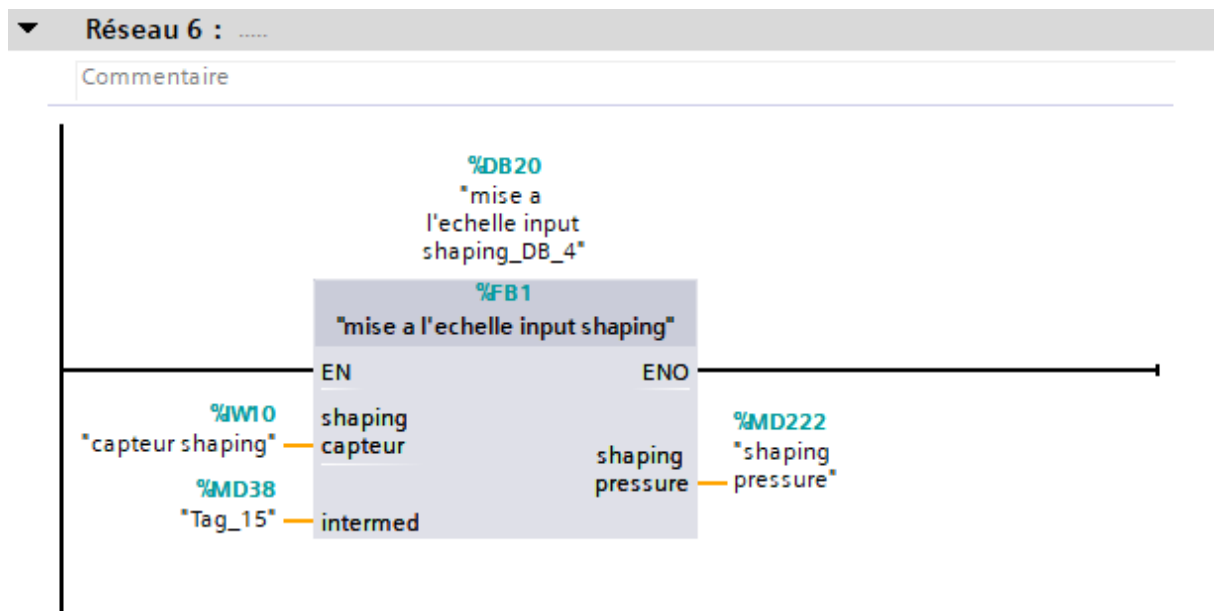 Réseau 6 : .....
Commentaire
%DB20
"mise a
l'echelle input
shaping_DB_4"
%FB1
"mise a l'echelle input shaping"
EN ENO
%IW10
"capteur shaping"
shaping
capteur
%MD38
"Tag_15"
intermed
shaping
pressure
%MD222
"shaping
pressure"